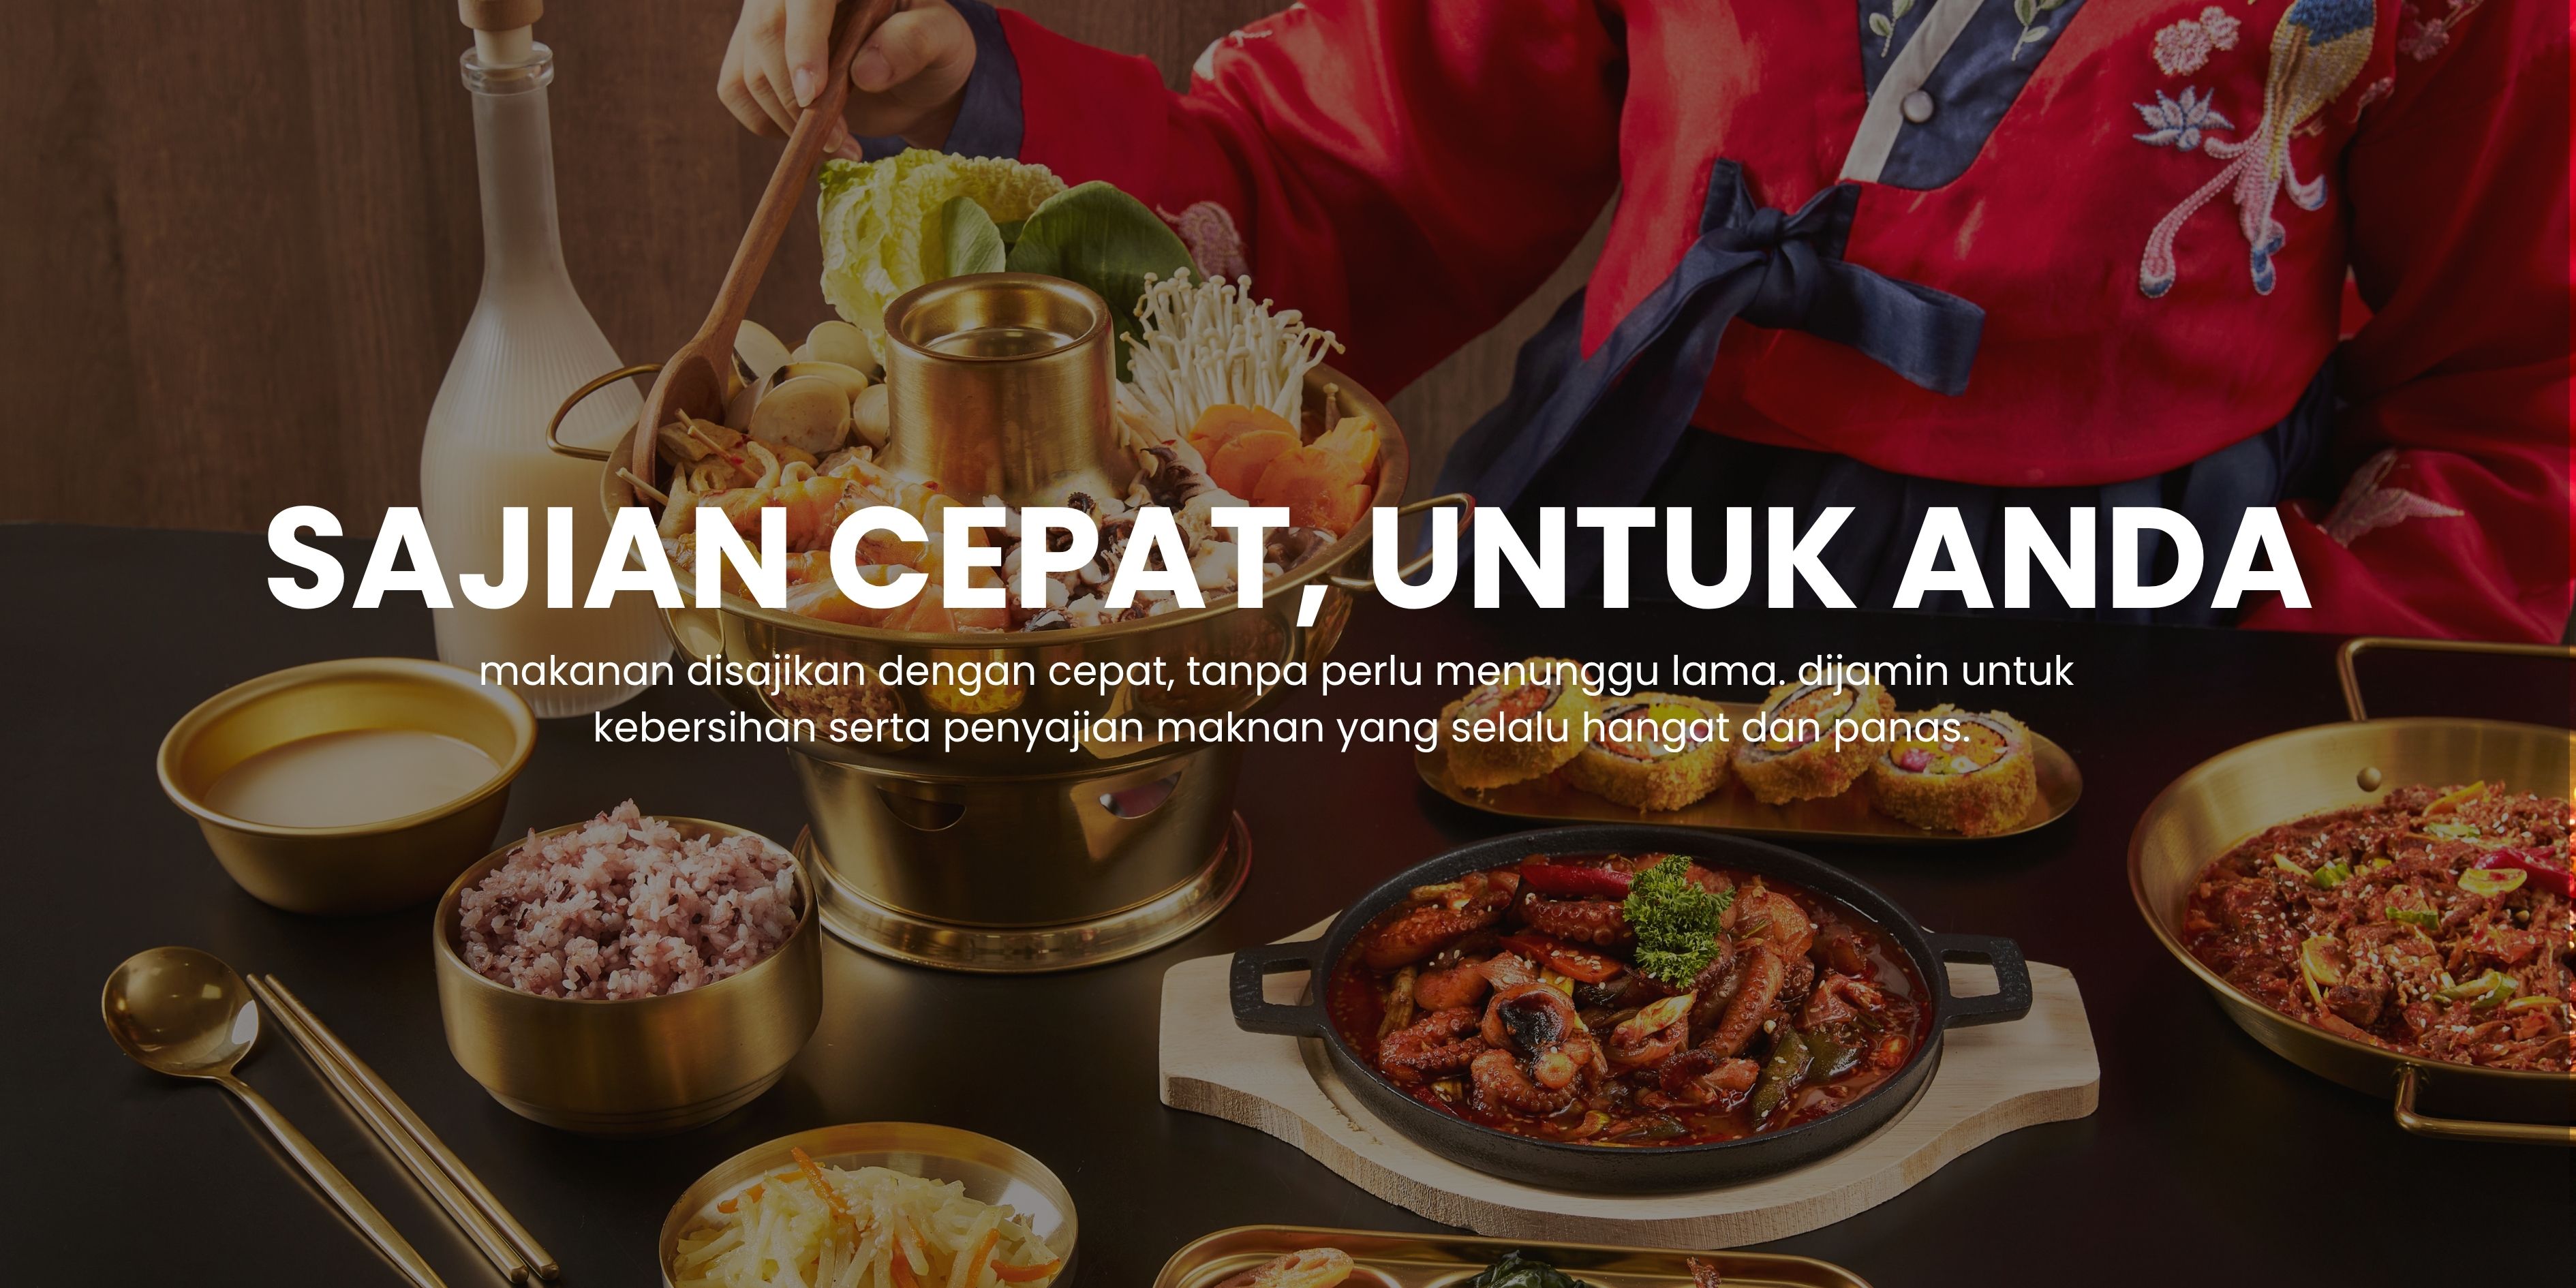 SAJIAN CEPAT, UNTUK ANDA
makanan disajikan dengan cepat, tanpa perlu menunggu lama. dijamin untuk
kebersihan serta penyajian maknan yang selalu hangat dan panas.